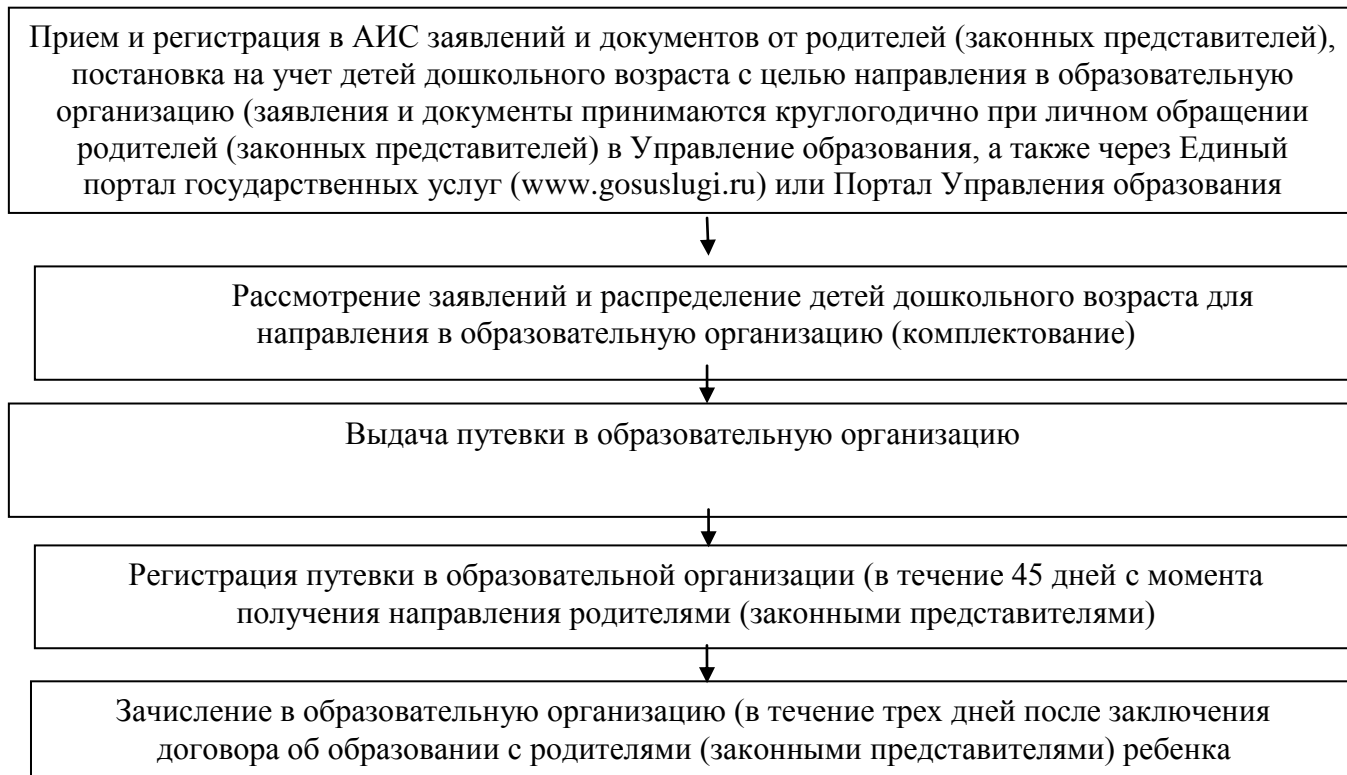 Прием и регистрация в АИС заявлений и документов от родителей (законных представителей),
постановка на учет детей дошкольного возраста с целью направления в образовательную
организацию (заявления и документы принимаются круглогодично при личном обращении
родителей (законных представителей) в Управление образования, а также через Единый
портал государственных услуг (www.gosuslugi.ru) или Портал Управления образования
Рассмотрение заявлений и распределение детей дошкольного возраста для
направления в образовательную организацию (комплектование)
Выдача путевки в образовательную организацию
Регистрация путевки в образовательной организации (в течение 45 дней с момента
получения направления родителями (законными представителями)
Зачисление в образовательную организацию (в течение трех дней после заключения
договора об образовании с родителями (законными представителями) ребенка